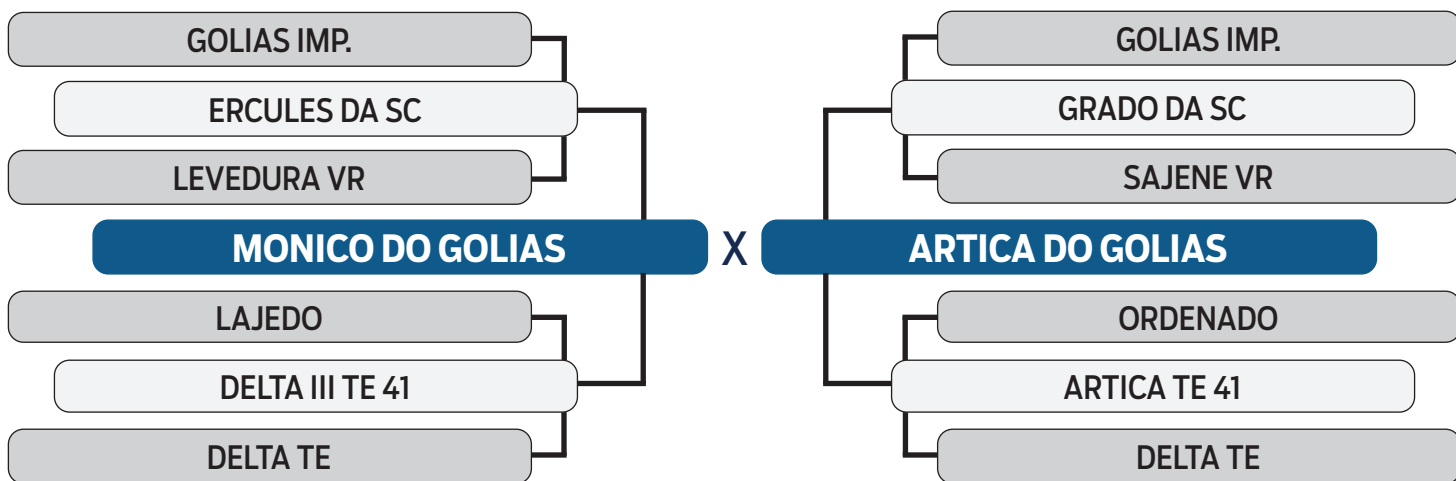 GOLIAS IMP.
ERCULES DA SC
LEVEDURA VR
MONICO DO GOLIAS
LAJEDO
DELTA III TE 41
DELTA TE
X
GOLIAS IMP.
GRADO DA SC
SAJENE VR
ARTICA DO GOLIAS
ORDENADO
ARTICA TE 41
DELTA TE